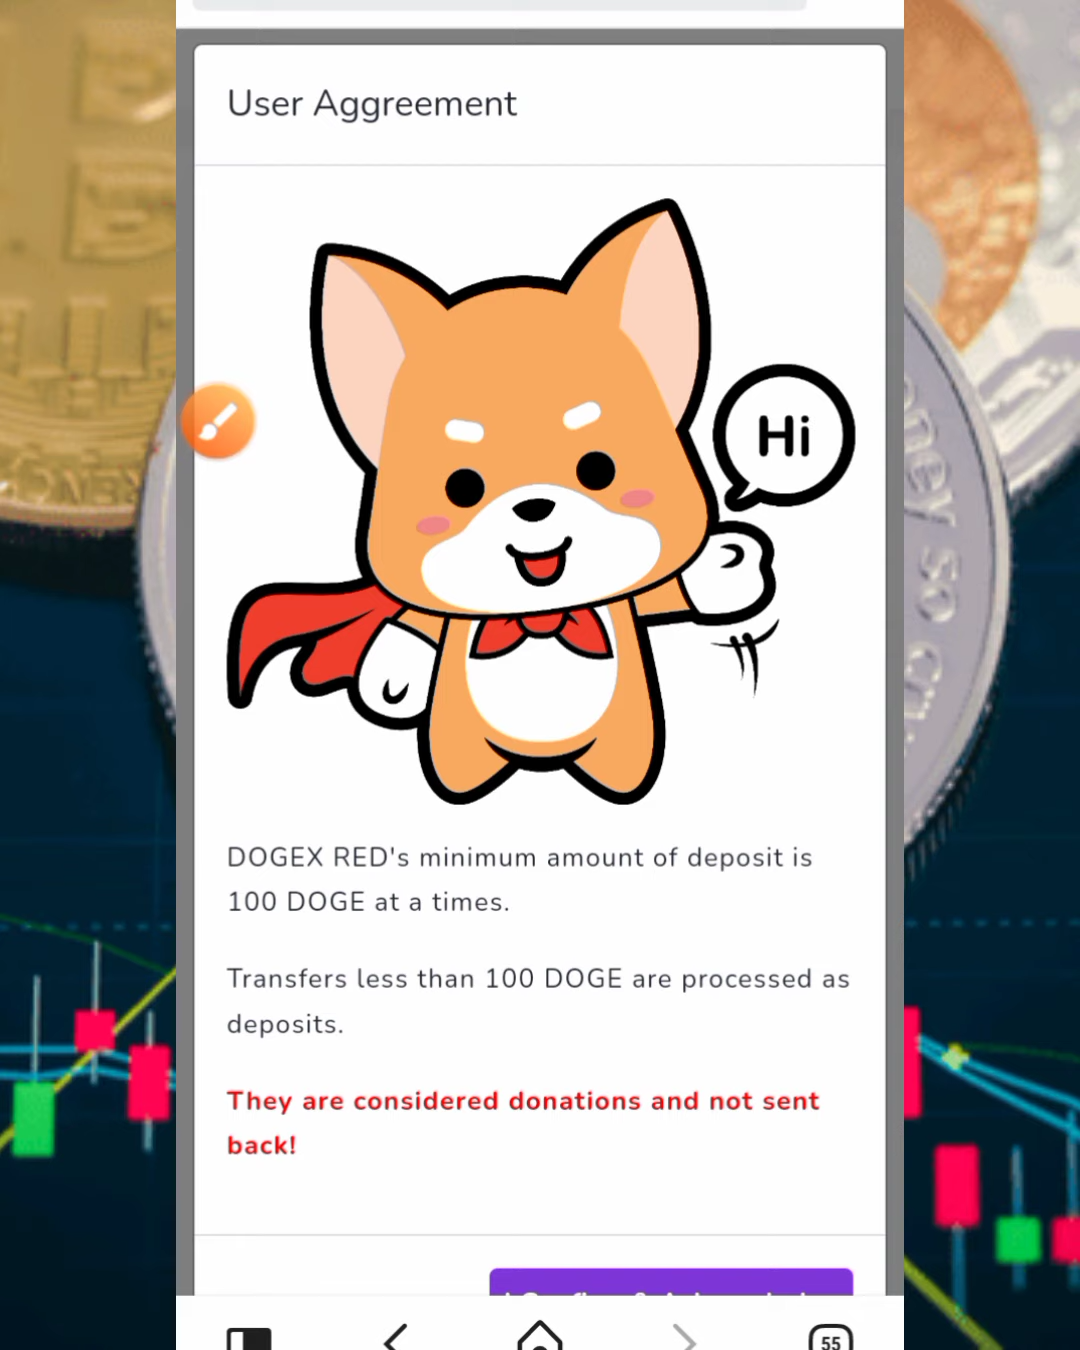 User Aggreement
Hi
DOGEX RED's minimum amount of deposit is
100 DOGE at a times.
Transfers less than 100 DOGE are processed as
deposits.
They are considered donations and not sent
back!
55